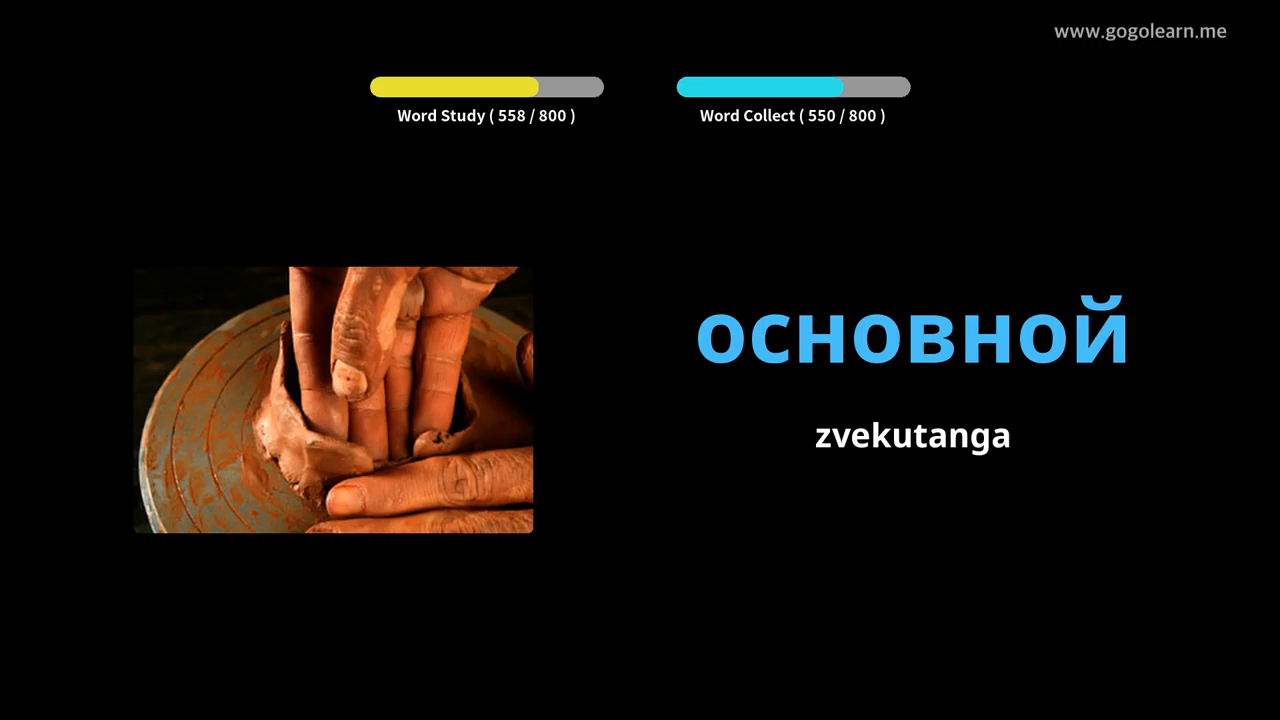 www.gogolearn.me
Word Study ( 558 / 800 )
Word Collect ( 550 / 800 )
основной
zvekutanga